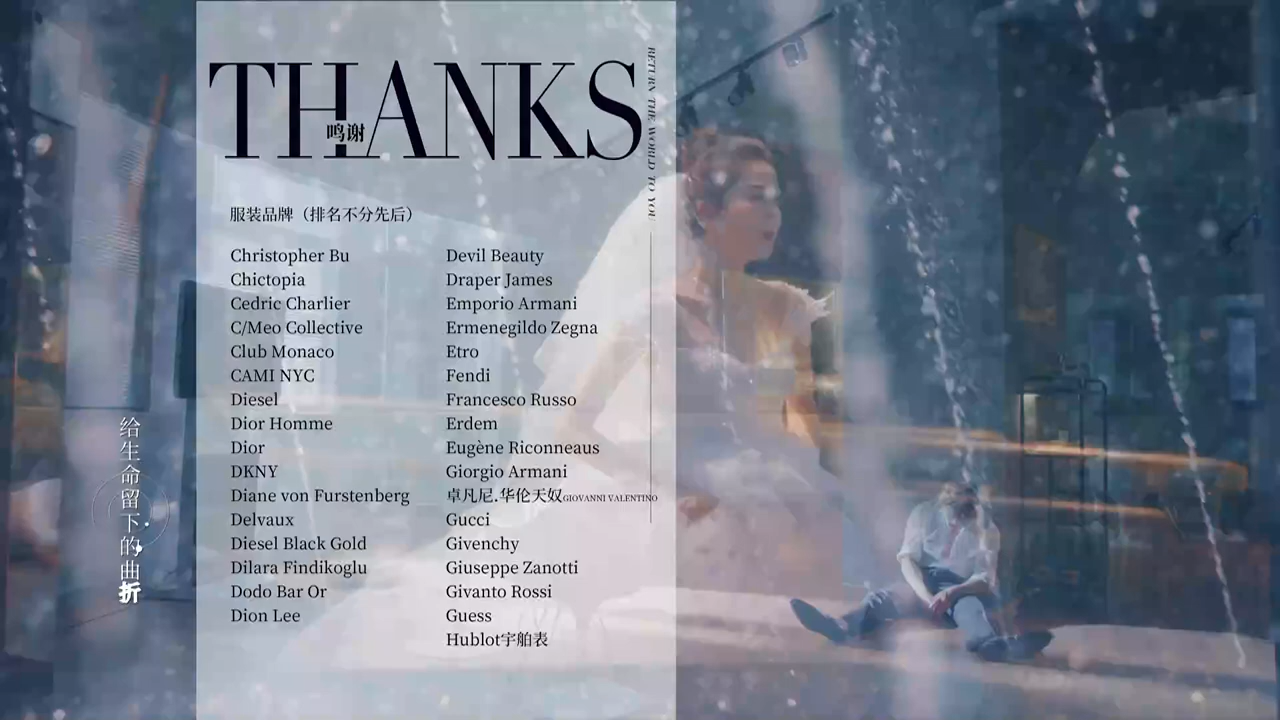 THANKS
鸣谢
RETURN THE WORLD TO YOU
服装品牌（排名不分先后）
Christopher Bu
Chictopia
Cedric Charlier
C/Meo Collective
Club Monaco
CAMI NYC
Diesel
Dior Homme
Dior
DKNY
Diane von Furstenberg
Delvaux
Diesel Black Gold
Dilara Findikoglu
Dodo Bar Or
Dion Lee
Devil Beauty
Draper James
Emporio Armani
Ermenegildo Zegna
Etro
Fendi
Francesco Russo
Erdem
Eugène Riconneaus
Giorgio Armani
卓凡尼.华伦天奴GIOVANNI VALENTINO
Gucci
Givenchy
Giuseppe Zanotti
Givanto Rossi
Guess
Hublot宇舶表
给生命留下的曲折